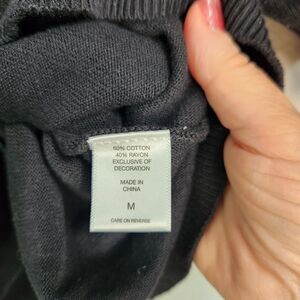 60% COTTON
40% RAYON
EXCLUSIVE OF
DECORATION
MADE IN
CHINA
M
CARE ON REVERSE